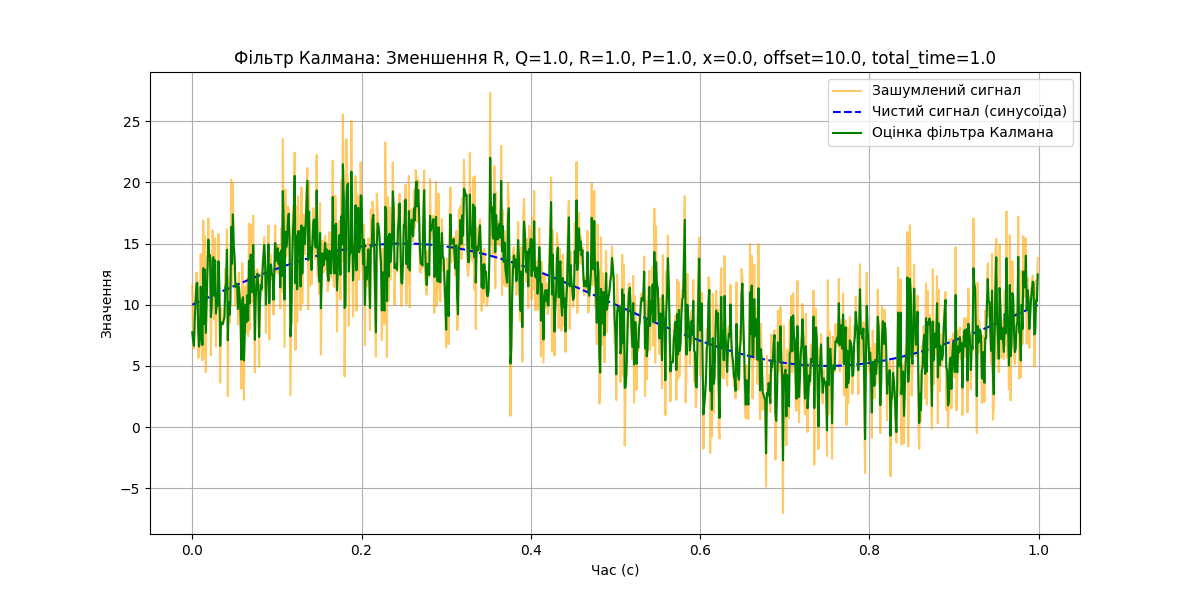 Фільтр Калмана: Зменшення R, Q=1.0, R=1.0, P=1.0, x=0.0, offset=10.0, total_time=1.0
Зашумлений сигнал
Чистий сигнал (синусоїда)
Оцінка фільтра Калмана
25
20
15
10
5
0
−5
Значення
0.0
0.2
0.4
0.6
0.8
1.0
Час (с)